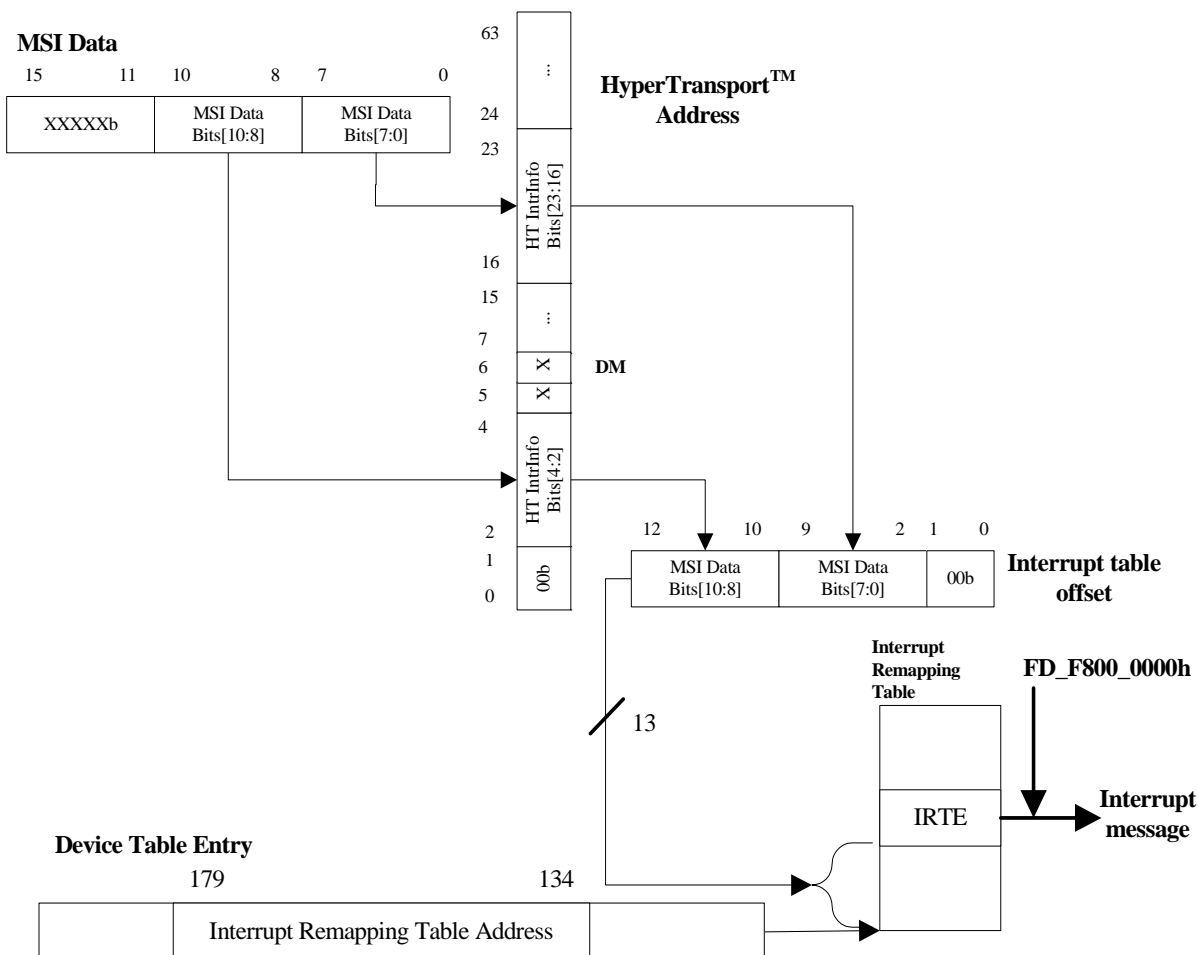 MSI Data
15 11 10 8 7 0
XXXXXb
MSI Data
Bits[10:8]
MSI Data
Bits[7:0]
63
...
24
HyperTransport™
Address
23
HT IntrInfo
Bits[23:16]
16
15
...
7
6
X
DM
5
X
4
HT IntrInfo
Bits[4:2]
2
1
00b
0
12 10 9 2 1 0
MSI Data
Bits[10:8]
MSI Data
Bits[7:0]
00b
Interrupt table
offset
13
Interrupt
Remapping
Table
FD_F800_0000h
IRTE
Interrupt
message
Device Table Entry
179 134
Interrupt Remapping Table Address